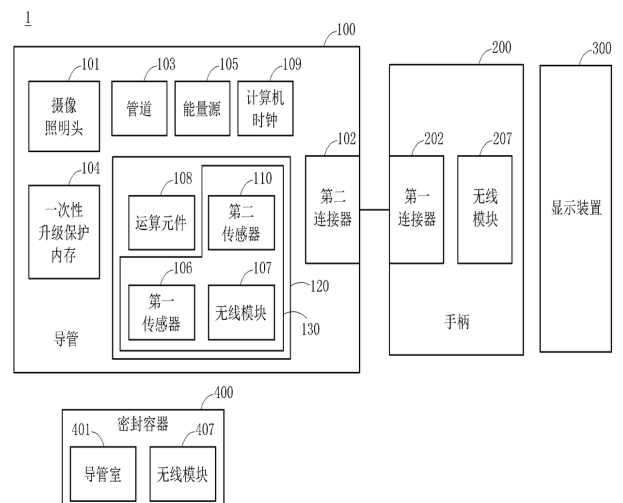 1
100
200
300
101
103
105
109
摄像
照明头
管道
能量源
计算机
时钟
104
一次性
升级保护
内存
108
运算元件
110
第二
传感器
106
第一
传感器
107
无线模块
120
130
导管
102
第二
连接器
202
第一
连接器
207
无线
模块
手柄
显示装置
400
密封容器
401
导管室
407
无线模块